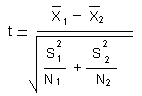 t = (X̄₁ − X̄₂) / √(S₁²/N₁ + S₂²/N₂)